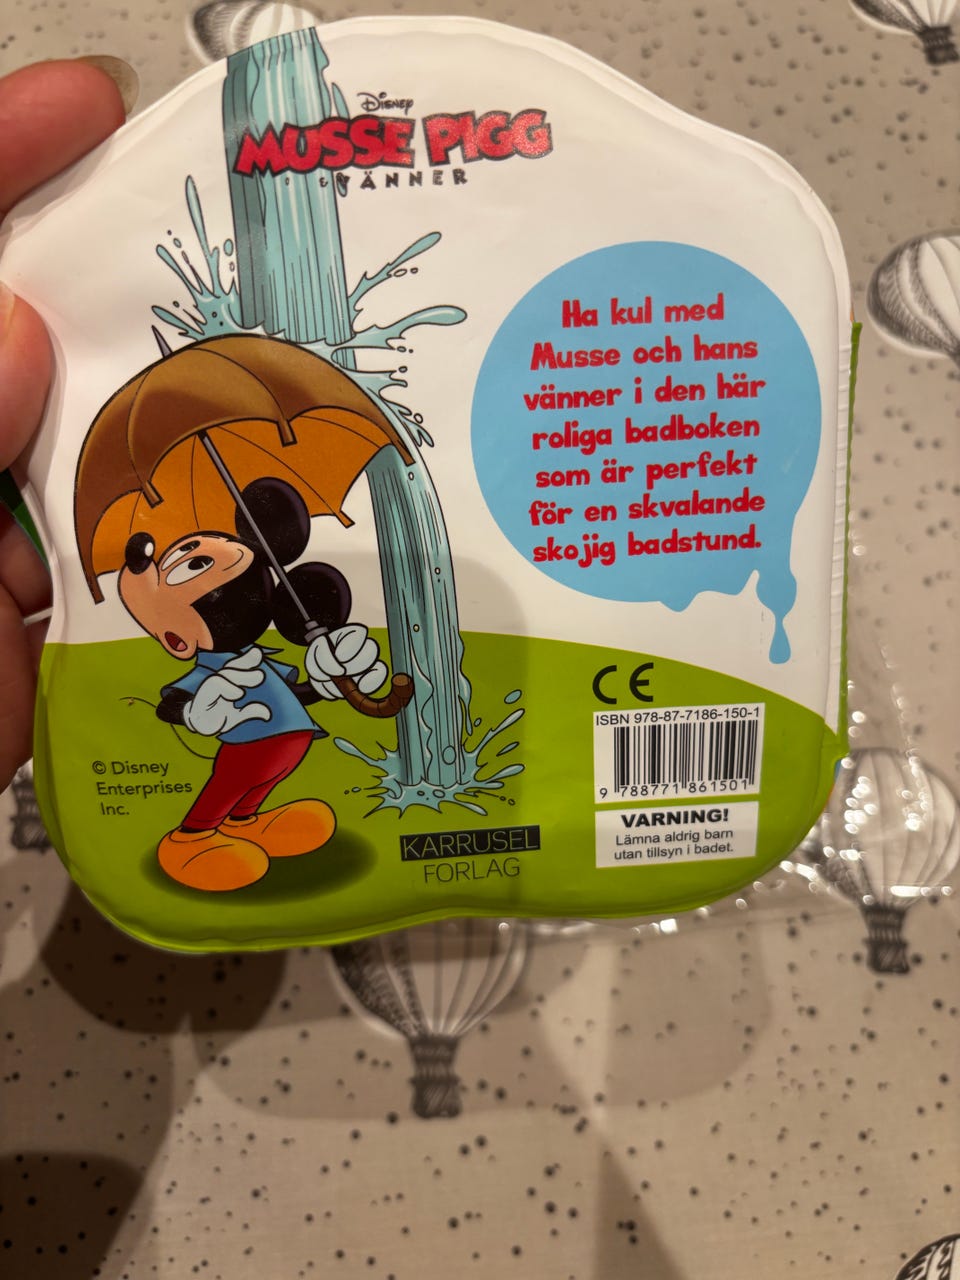 Disney
MUSSE PIGG
& VÄNNER
Ha kul med
Musse och hans
vänner i den här
roliga badboken
som är perfekt
för en skvalande
skojig badstund.
CE
ISBN 978-87-7186-150-1
9 788771 861501
VARNING!
Lämna aldrig barn
utan tillsyn i badet.
© Disney
Enterprises
Inc.
KARRUSEL
FORLAG